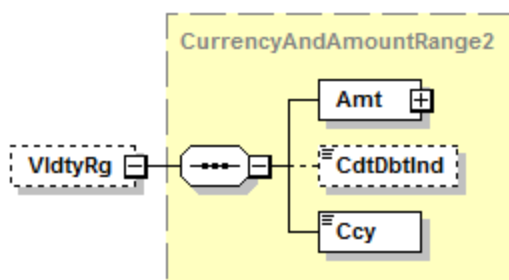 CurrencyAndAmountRange2
Amt
VldtyRg
CdtDbtInd
Ccy